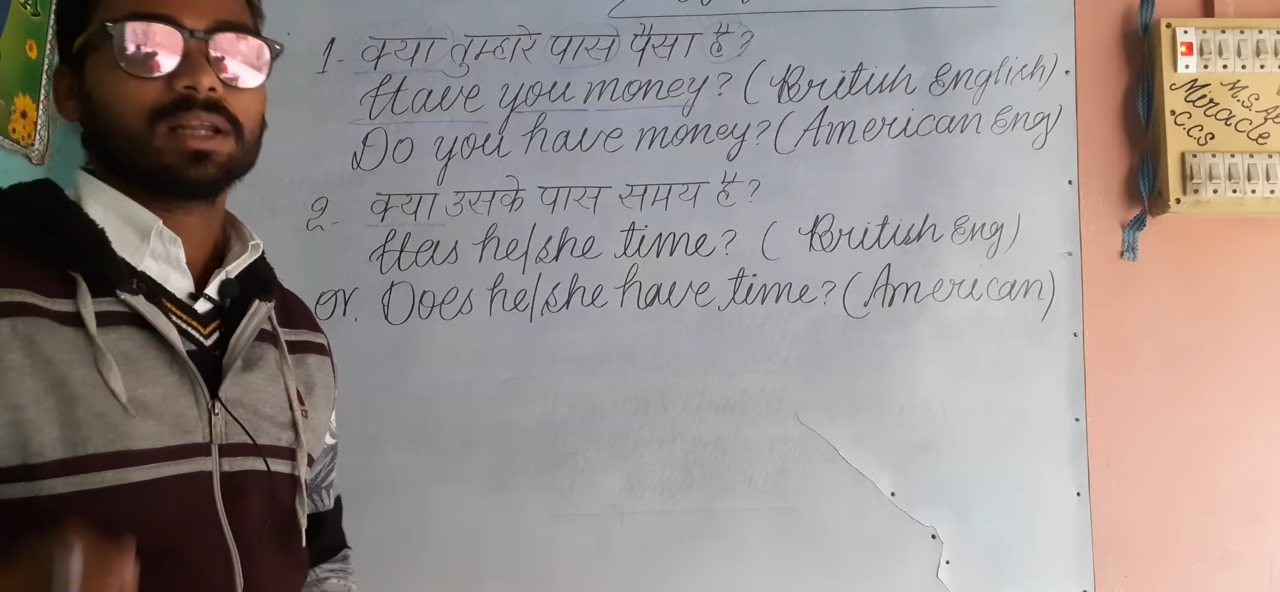 1- क्या तुम्हारे पास पैसा है?
Have you money? (British English)
Do you have money? (American Eng)
2- क्या उसके पास समय है?
Has he/she time? (British Eng)
or. Does he/she have time? (American)
M.S.
Miracle
C.C.S